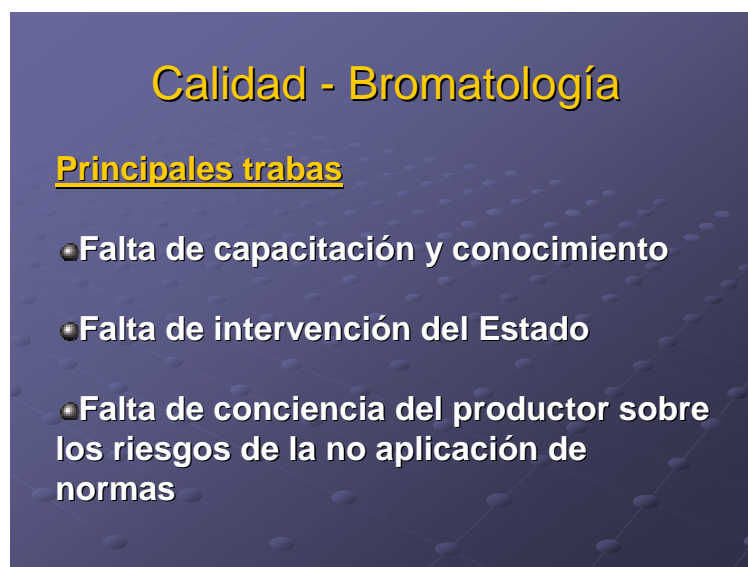 Calidad - Bromatología
Principales trabas
Falta de capacitación y conocimiento
Falta de intervención del Estado
Falta de conciencia del productor sobre
los riesgos de la no aplicación de
normas